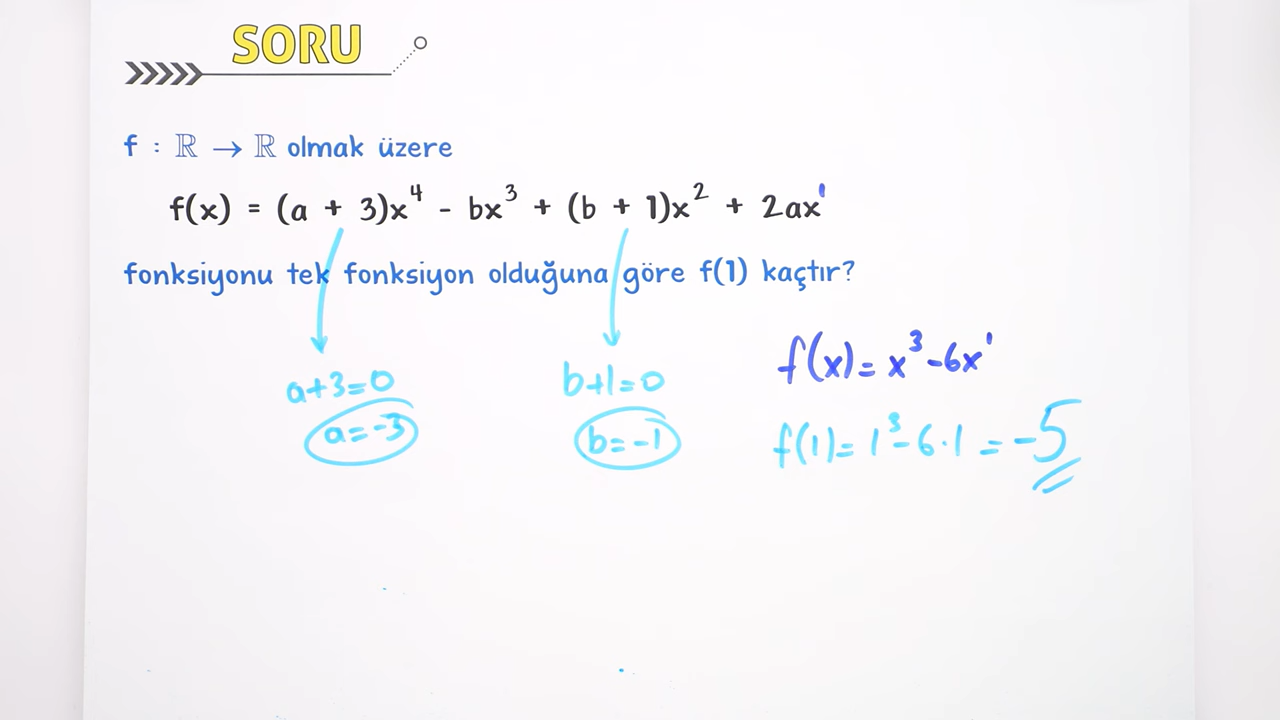 SORU
f : ℝ → ℝ olmak üzere
f(x) = (a + 3)x⁴ - bx³ + (b + 1)x² + 2ax¹
fonksiyonu tek fonksiyon olduğuna göre f(1) kaçtır?
a+3=0
a=-3
b+1=0
b=-1
f(x)=x³-6x¹
f(1)=1³-6·1=-5